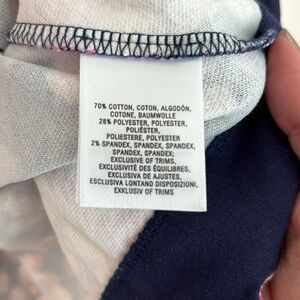 70% COTTON, COTON, ALGODÓN,
COTONE, BAUMWOLLE
28% POLYESTER, POLYESTER,
POLIÉSTER,
POLIESTERE, POLYESTER
2% SPANDEX, SPANDEX,
SPANDEX, SPANDEX,
SPANDEX;
EXCLUSIVE OF TRIMS,
EXCLUSIVITÉ DES ÉQUILIBRES,
EXCLUSIVA DE AJUSTES,
ESCLUSIVA LONTANO DISPOSIZIONI,
EXKLUSIV OF TRIMS